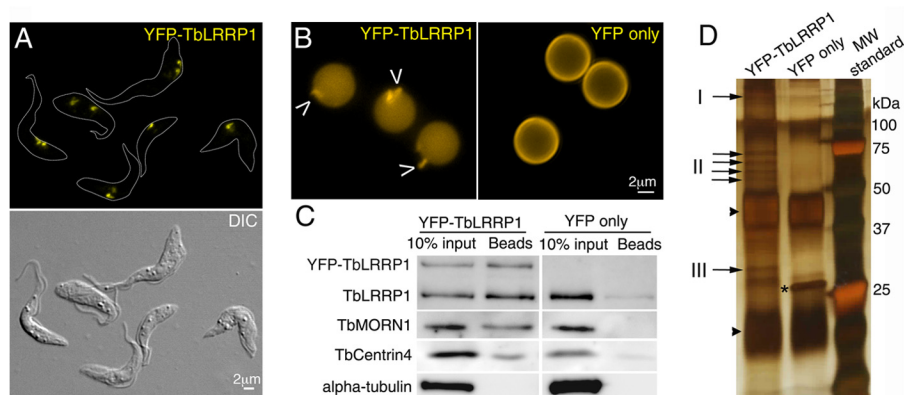 A
YFP-TbLRRP1
DIC
2μm
B
YFP-TbLRRP1
YFP only
2μm
C
YFP-TbLRRP1
YFP only
10% input
Beads
10% input
Beads
YFP-TbLRRP1
TbLRRP1
TbMORN1
TbCentrin4
alpha-tubulin
D
YFP-TbLRRP1
YFP only
MW
standard
kDa
I
100
75
II
50
37
III
*
25